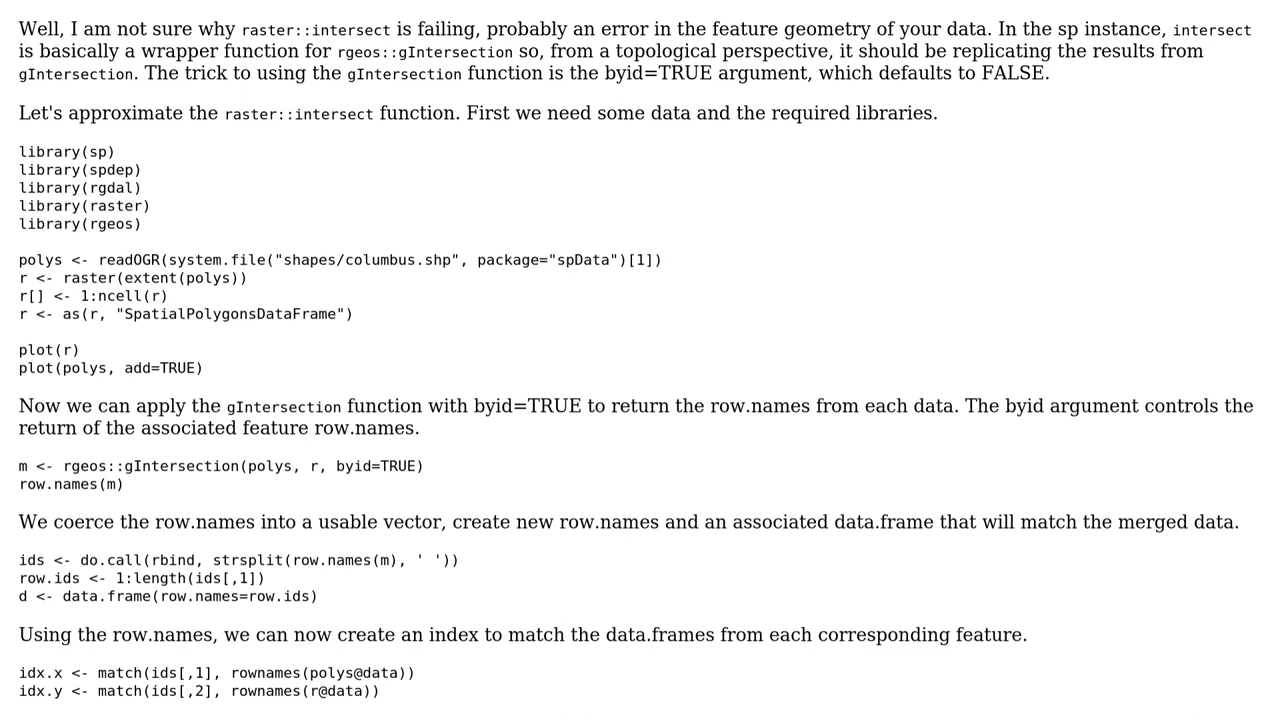 Well, I am not sure why raster::intersect is failing, probably an error in the feature geometry of your data. In the sp instance, intersect
is basically a wrapper function for rgeos::gIntersection so, from a topological perspective, it should be replicating the results from
gIntersection. The trick to using the gIntersection function is the byid=TRUE argument, which defaults to FALSE.
Let's approximate the raster::intersect function. First we need some data and the required libraries.
library(sp)
library(spdep)
library(rgdal)
library(raster)
library(rgeos)
polys <- readOGR(system.file("shapes/columbus.shp", package="spData")[1])
r <- raster(extent(polys))
r[] <- 1:ncell(r)
r <- as(r, "SpatialPolygonsDataFrame")
plot(r)
plot(polys, add=TRUE)
Now we can apply the gIntersection function with byid=TRUE to return the row.names from each data. The byid argument controls the
return of the associated feature row.names.
m <- rgeos::gIntersection(polys, r, byid=TRUE)
row.names(m)
We coerce the row.names into a usable vector, create new row.names and an associated data.frame that will match the merged data.
ids <- do.call(rbind, strsplit(row.names(m), ' '))
row.ids <- 1:length(ids[,1])
d <- data.frame(row.names=row.ids)
Using the row.names, we can now create an index to match the data.frames from each corresponding feature.
idx.x <- match(ids[,1], rownames(polys@data))
idx.y <- match(ids[,2], rownames(r@data))